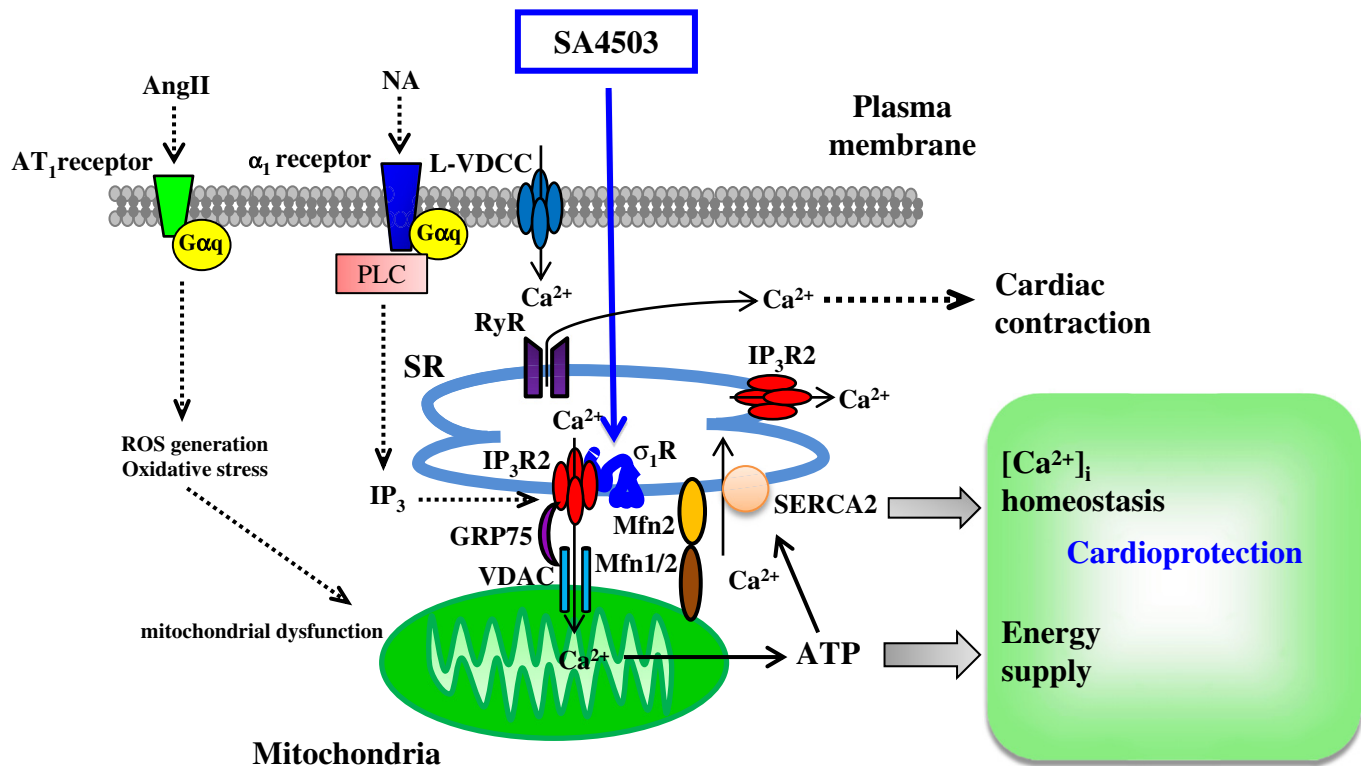 SA4503
AngII
NA
Plasma
membrane
AT₁receptor
α₁ receptor
L-VDCC
Gαq
Gαq
PLC
Ca²⁺
Ca²⁺
Cardiac
contraction
RyR
SR
IP₃R2
Ca²⁺
Ca²⁺
ROS generation
Oxidative stress
IP₃R2
σ₁R
[Ca²⁺]ᵢ
homeostasis
IP₃
SERCA2
Mfn2
GRP75
Cardioprotection
VDAC
Mfn1/2
Ca²⁺
mitochondrial dysfunction
Ca²⁺
ATP
Energy
supply
Mitochondria